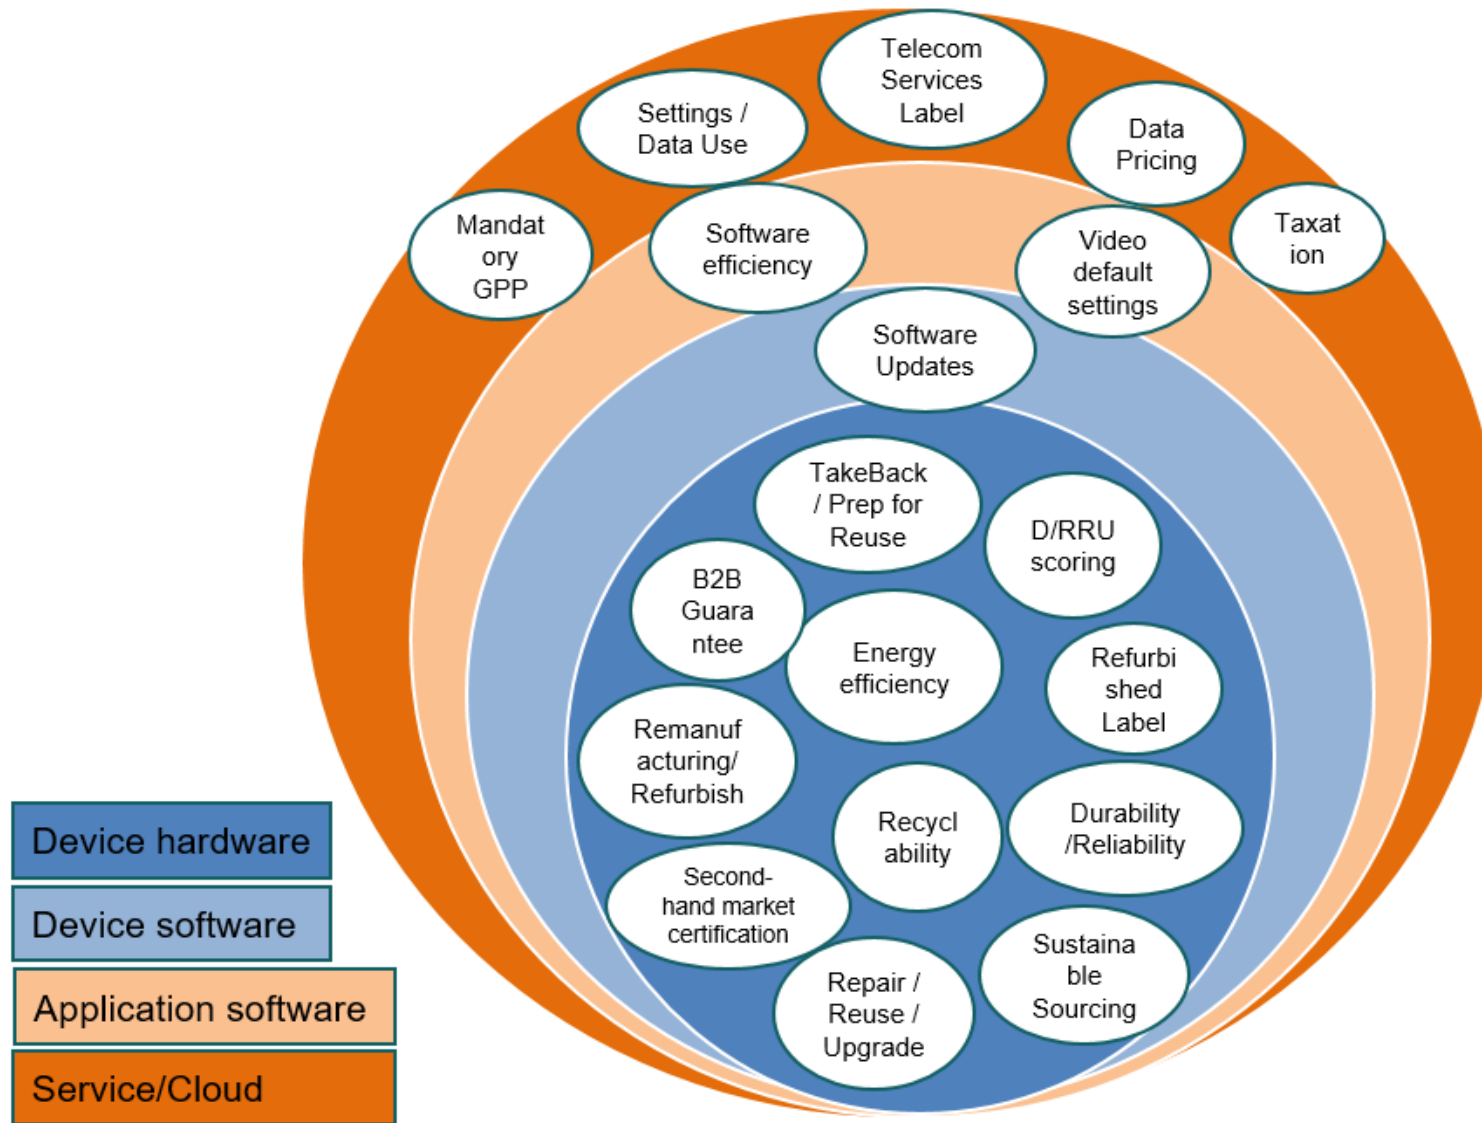 Telecom
Services
Label
Settings /
Data Use
Data
Pricing
Mandat
ory
GPP
Software
efficiency
Video
default
settings
Taxat
ion
Software
Updates
TakeBack
/ Prep for
Reuse
D/RRU
scoring
B2B
Guara
ntee
Energy
efficiency
Refurbi
shed
Label
Remanuf
acturing/
Refurbish
Recycl
ability
Durability
/Reliability
Second-
hand market
certification
Sustaina
ble
Sourcing
Repair /
Reuse /
Upgrade
Device hardware
Device software
Application software
Service/Cloud